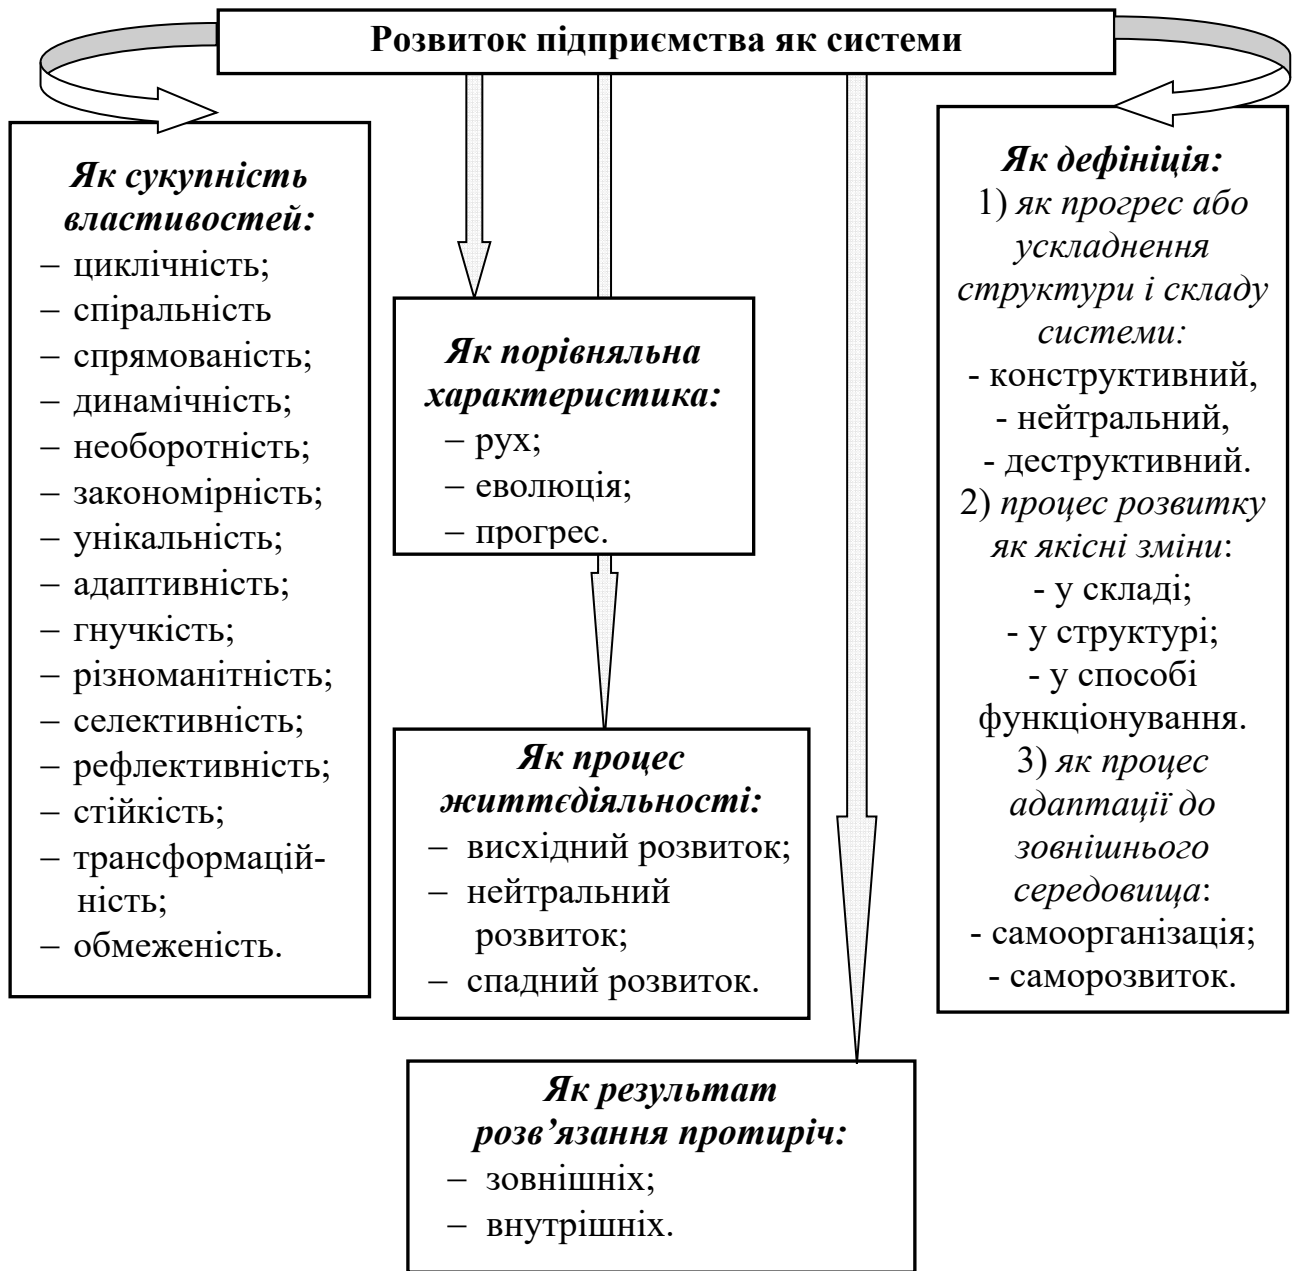 Розвиток підприємства як системи
Як сукупність
властивостей:
− циклічність;
− спіральність
− спрямованість;
− динамічність;
− необоротність;
− закономірність;
− унікальність;
− адаптивність;
− гнучкість;
− різноманітність;
− селективність;
− рефлективність;
− стійкість;
− трансформацій-
ність;
− обмеженість.
Як порівняльна
характеристика:
− рух;
− еволюція;
− прогрес.
Як процес
життєдіяльності:
− висхідний розвиток;
− нейтральний
розвиток;
− спадний розвиток.
Як результат
розв’язання протиріч:
− зовнішніх;
− внутрішніх.
Як дефініція:
1) як прогрес або
ускладнення
структури і складу
системи:
- конструктивний,
- нейтральний,
- деструктивний.
2) процес розвитку
як якісні зміни:
- у складі;
- у структурі;
- у способі
функціонування.
3) як процес
адаптації до
зовнішнього
середовища:
- самоорганізація;
- саморозвиток.